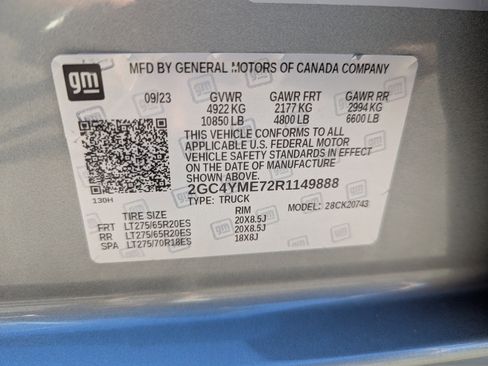 gm
MFD BY GENERAL MOTORS OF CANADA COMPANY
09/23 GVWR GAWR FRT GAWR RR
4922 KG 2177 KG 2994 KG
10850 LB 4800 LB 6600 LB
THIS VEHICLE CONFORMS TO ALL
APPLICABLE U.S. FEDERAL MOTOR
VEHICLE SAFETY STANDARDS IN EFFECT
ON THE DATE OF MANUFACTURE
SHOWN ABOVE.
2GC4YME72R1149888
130H TYPE: TRUCK MODEL: 28CK20743
TIRE SIZE RIM
FRT LT275/65R20ES 20X8.5J
RR LT275/65R20ES 20X8.5J
SPA LT275/70R18ES 18X8J